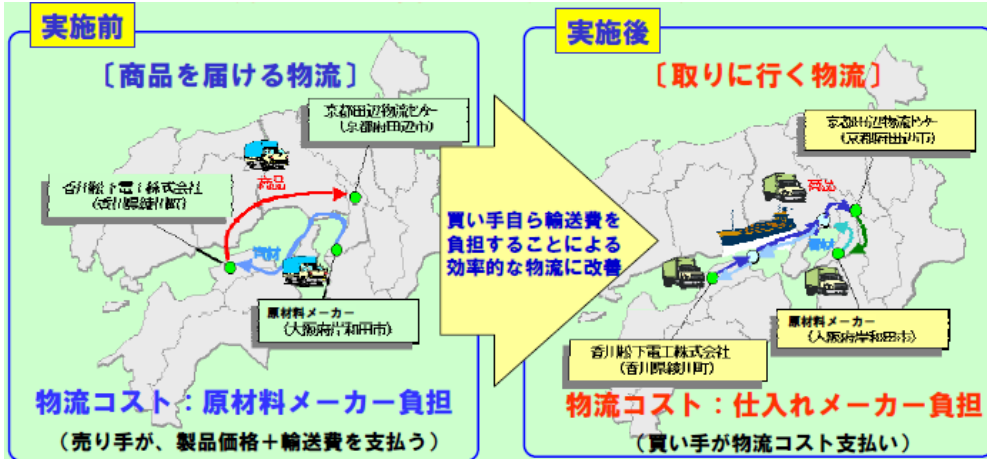 実施前
〔商品を届ける物流〕
京都田辺物流センター
(京都府田辺市)
商品
香川松下電工株式会社
(香川県綾川町)
資材
原材料メーカー
(大阪府岸和田市)
物流コスト：原材料メーカー負担
(売り手が、製品価格＋輸送費を支払う)
買い手自ら輸送費を
負担することによる
効率的な物流に改善
実施後
〔取りに行く物流〕
京都田辺物流センター
(京都府田辺市)
商品
原材料メーカー
(大阪府岸和田市)
香川松下電工株式会社
(香川県綾川町)
物流コスト：仕入れメーカー負担
(買い手が物流コスト支払い)